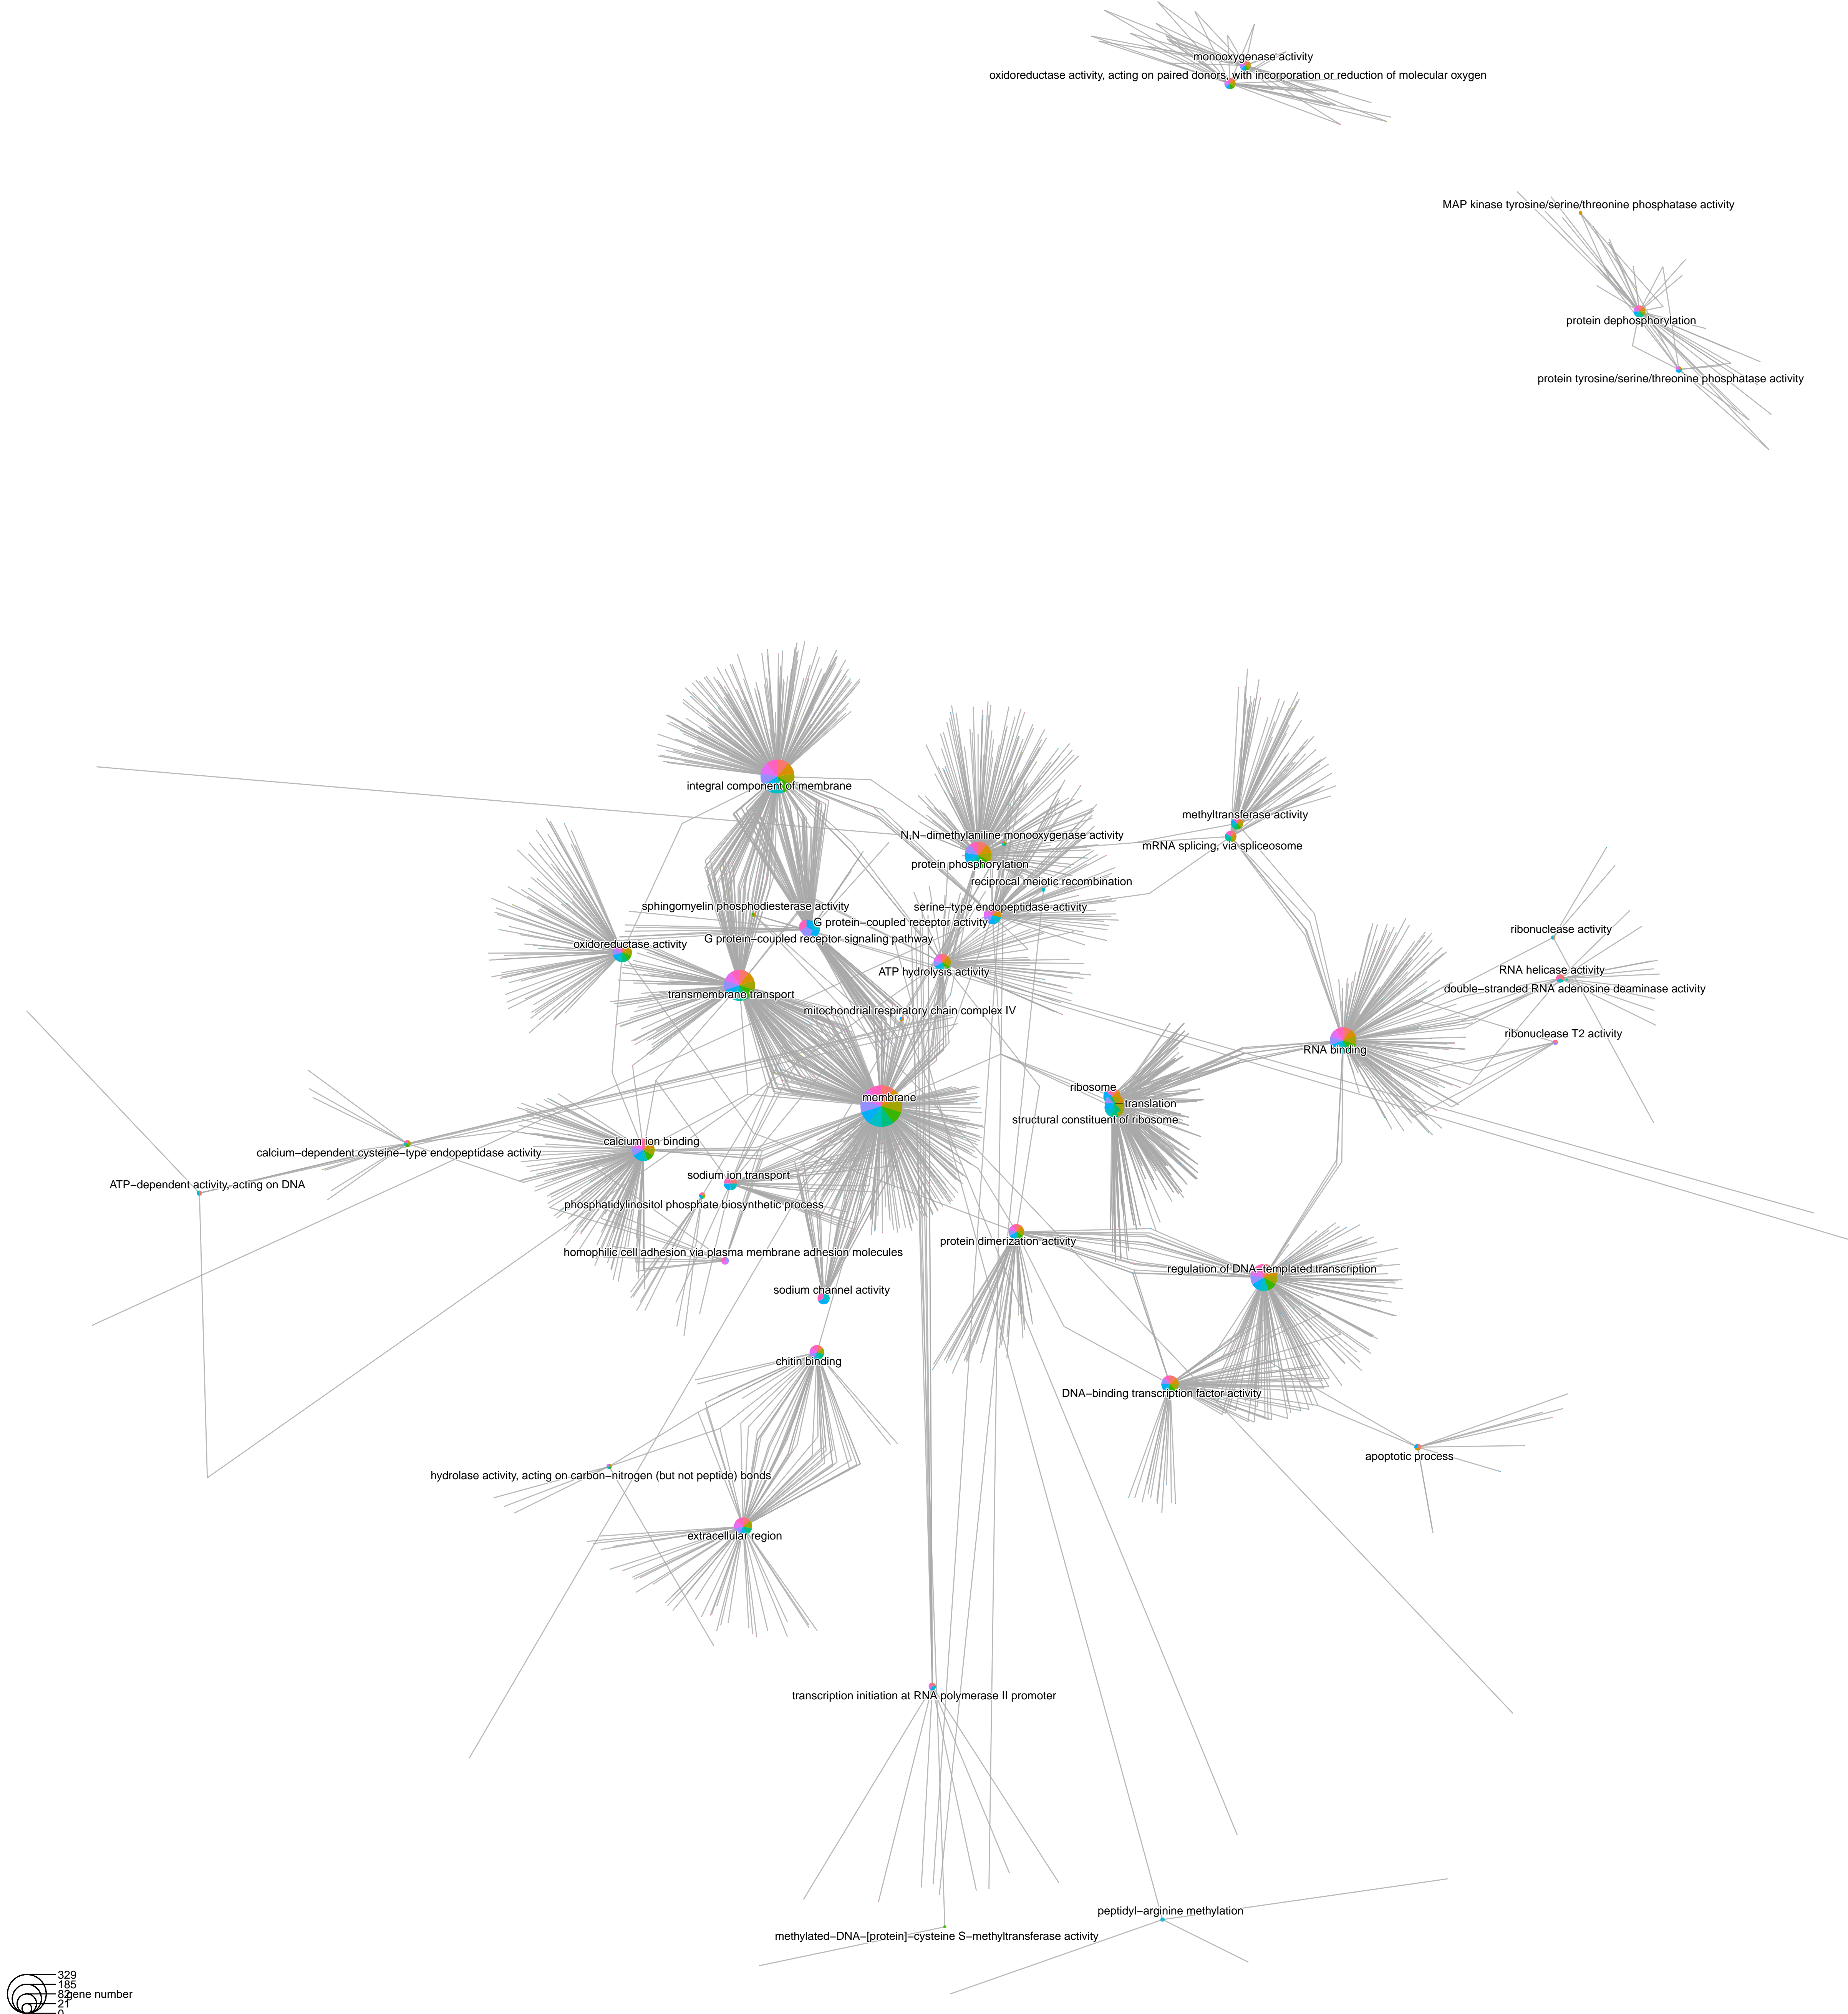 monooxygenase activity
oxidoreductase activity, acting on paired donors, with incorporation or reduction of molecular oxygen
MAP kinase tyrosine/serine/threonine phosphatase activity
protein dephosphorylation
protein tyrosine/serine/threonine phosphatase activity
integral component of membrane
methyltransferase activity
N,N−dimethylaniline monooxygenase activity
mRNA splicing, via spliceosome
protein phosphorylation
reciprocal meiotic recombination
sphingomyelin phosphodiesterase activity
serine−type endopeptidase activity
G protein−coupled receptor activity
ribonuclease activity
G protein−coupled receptor signaling pathway
oxidoreductase activity
RNA helicase activity
ATP hydrolysis activity
double−stranded RNA adenosine deaminase activity
transmembrane transport
mitochondrial respiratory chain complex IV
ribonuclease T2 activity
RNA binding
ribosome
membrane
translation
structural constituent of ribosome
calcium ion binding
calcium−dependent cysteine−type endopeptidase activity
sodium ion transport
ATP−dependent activity, acting on DNA
phosphatidylinositol phosphate biosynthetic process
protein dimerization activity
homophilic cell adhesion via plasma membrane adhesion molecules
regulation of DNA−templated transcription
sodium channel activity
chitin binding
DNA−binding transcription factor activity
apoptotic process
hydrolase activity, acting on carbon−nitrogen (but not peptide) bonds
extracellular region
transcription initiation at RNA polymerase II promoter
peptidyl−arginine methylation
methylated−DNA−[protein]−cysteine S−methyltransferase activity
329
185
82
gene number
21
0